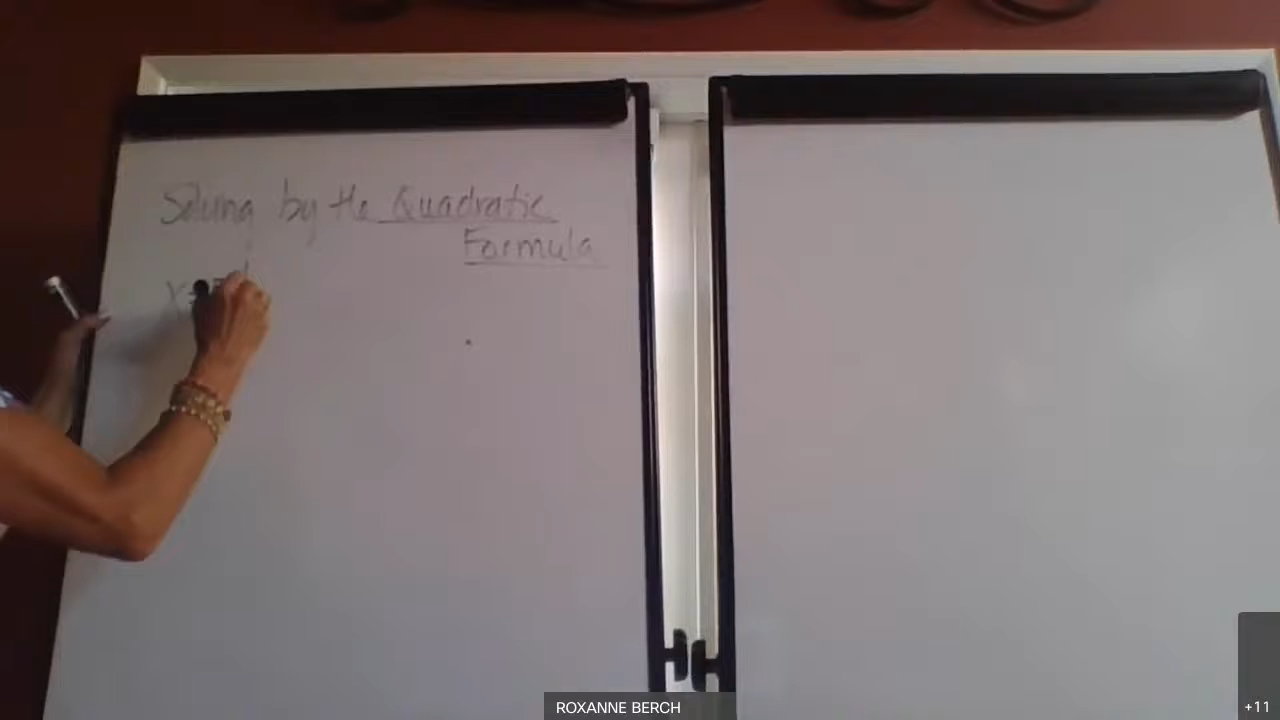 Solving by the Quadratic
Formula
x =
ROXANNE BERCH
+11